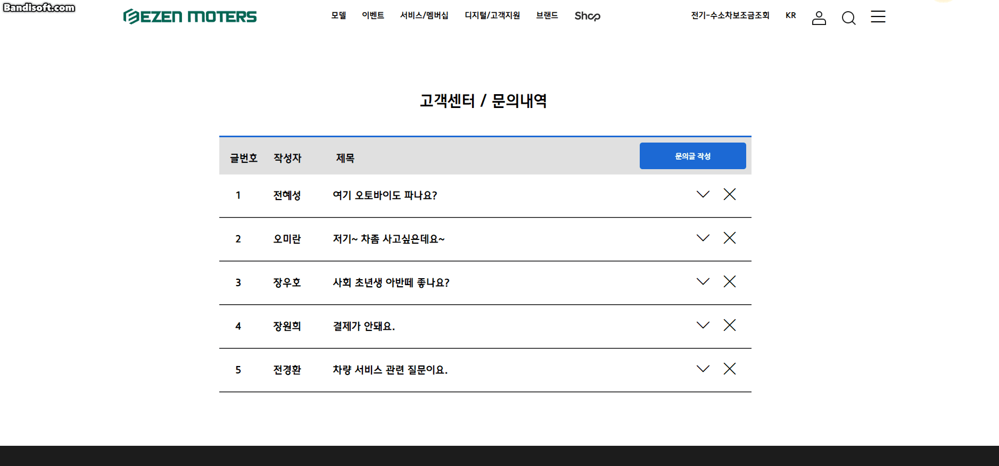 Bandisoft.com
EZEN MOTERS
모델 이벤트 서비스/멤버십 디지털/고객지원 브랜드 Shop 전기-수소차보조금조회 KR
고객센터 / 문의내역
글번호 작성자 제목 문의글 작성
1 전혜성 여기 오토바이도 파나요?
2 오미란 저기~ 차좀 사고싶은데요~
3 장우호 사회 초년생 아반떼 좋나요?
4 장원희 결제가 안돼요.
5 전경환 차량 서비스 관련 질문이요.